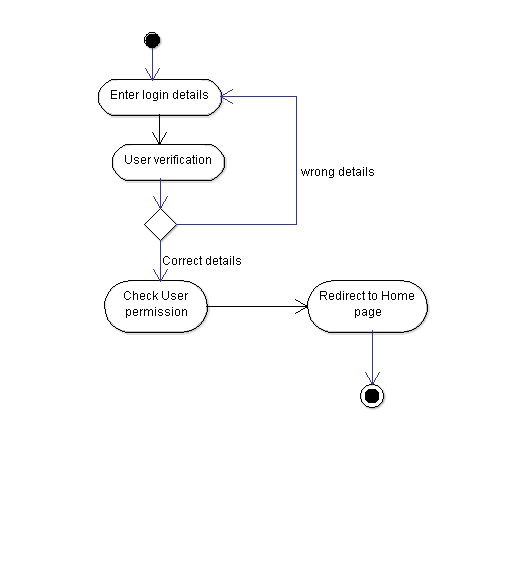 Enter login details
User verification
wrong details
Correct details
Check User
permission
Redirect to Home
page